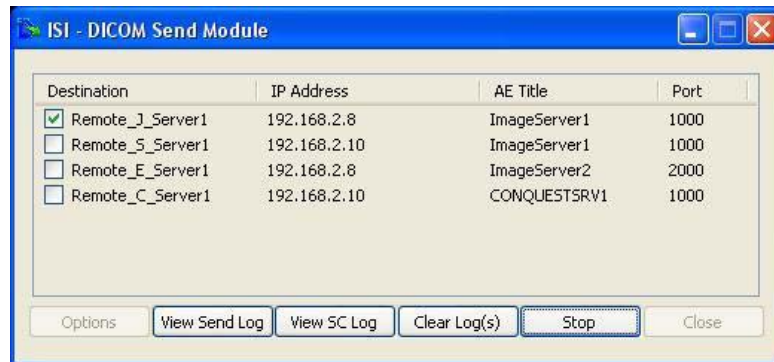 ISI - DICOM Send Module
Destination IP Address AE Title Port
Remote_J_Server1 192.168.2.8 ImageServer1 1000
Remote_S_Server1 192.168.2.10 ImageServer1 1000
Remote_E_Server1 192.168.2.8 ImageServer2 2000
Remote_C_Server1 192.168.2.10 CONQUESTSRV1 1000
Options View Send Log View SC Log Clear Log(s) Stop Close